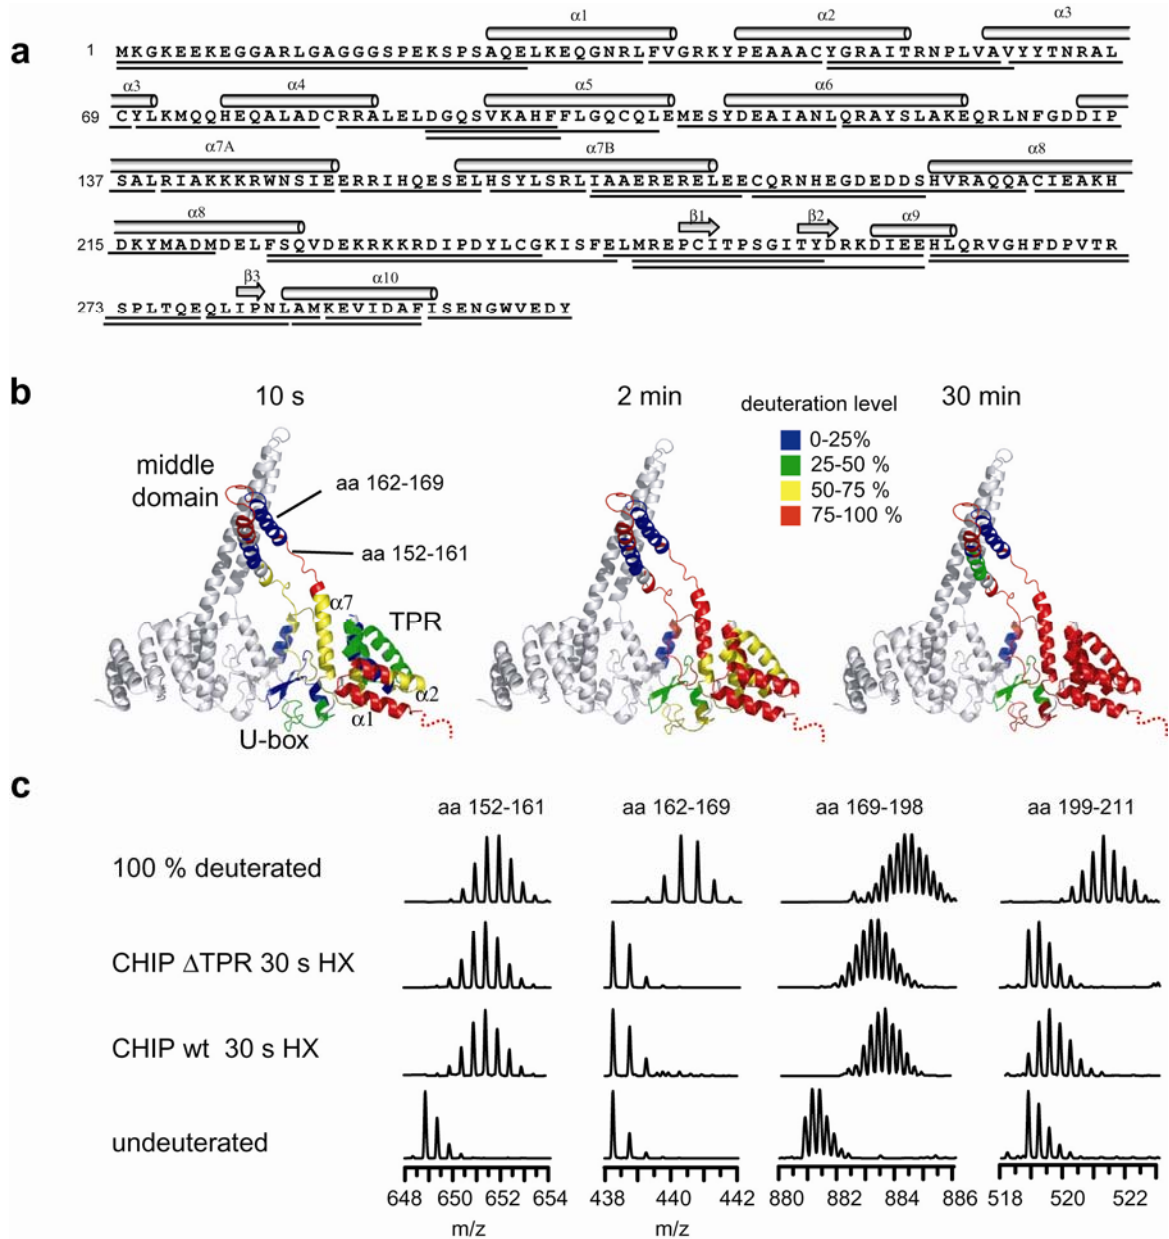 a
α1 α2 α3
1 MKGKEEKEGGARLGAGGGSPEKSPSAQELKEQGNRLFVGRKYPEAAACYGRAITRNPLVAVYYTNRAL
α3 α4 α5 α6
69 CYLKMQQHEQALADCRRALELDGQSVKAHFFLGQCQLEMESYDEAIANLQRAYSLAKEQRLNFGDDIP
α7A α7B α8
137 SALRIAKKKRWNSIEERRIHQESELHSYLSRLIAAERERELEECQRNHEGDEDDSHVRAQQACIEAKH
α8 β1 β2 α9
215 DKYMADMDELFSQVDEKRKKRDIPDYLCGKISFELMREPCITPSGITYDRKDIEEHLQRVGHFDPVTR
β3 α10
273 SPLTQEQLIPNLAMKEVIDAFISENGWVEDY
b
10 s 2 min 30 min
deuteration level
0-25%
25-50 %
50-75 %
75-100 %
middle
domain
aa 162-169
aa 152-161
α7
TPR
α2
α1
U-box
c
aa 152-161 aa 162-169 aa 169-198 aa 199-211
100 % deuterated
CHIP ΔTPR 30 s HX
CHIP wt 30 s HX
undeuterated
648 650 652 654 438 440 442 880 882 884 886 518 520 522
m/z m/z